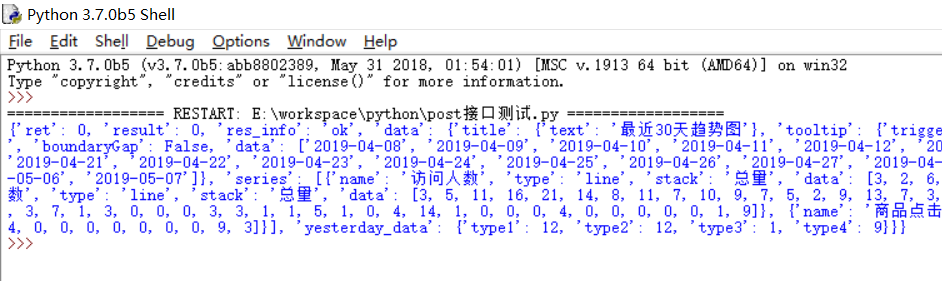 Python 3.7.0b5 Shell
File Edit Shell Debug Options Window Help
Python 3.7.0b5 (v3.7.0b5:abb8802389, May 31 2018, 01:54:01) [MSC v.1913 64 bit (AMD64)] on win32
Type "copyright", "credits" or "license()" for more information.
>>>
================== RESTART: E:\workspace\python\post接口测试.py ==================
{'ret': 0, 'result': 0, 'res_info': 'ok', 'data': {'title': {'text': '最近30天趋势图'}, 'tooltip': {'trigge
', 'boundaryGap': False, 'data': ['2019-04-08', '2019-04-09', '2019-04-10', '2019-04-11', '2019-04-12', '20
'2019-04-21', '2019-04-22', '2019-04-23', '2019-04-24', '2019-04-25', '2019-04-26', '2019-04-27', '2019-04-
-05-06', '2019-05-07']}, 'series': [{'name': '访问人数', 'type': 'line', 'stack': '总量', 'data': [3, 2, 6,
数', 'type': 'line', 'stack': '总量', 'data': [3, 5, 11, 16, 21, 14, 8, 11, 7, 10, 9, 7, 5, 2, 9, 13, 7, 3,
, 3, 7, 1, 3, 0, 0, 0, 3, 3, 1, 1, 5, 1, 0, 4, 14, 1, 0, 0, 0, 4, 0, 0, 0, 0, 0, 1, 9]}, {'name': '商品点击
4, 0, 0, 0, 0, 0, 0, 0, 9, 3]}], 'yesterday_data': {'type1': 12, 'type2': 12, 'type3': 1, 'type4': 9}}}
>>>